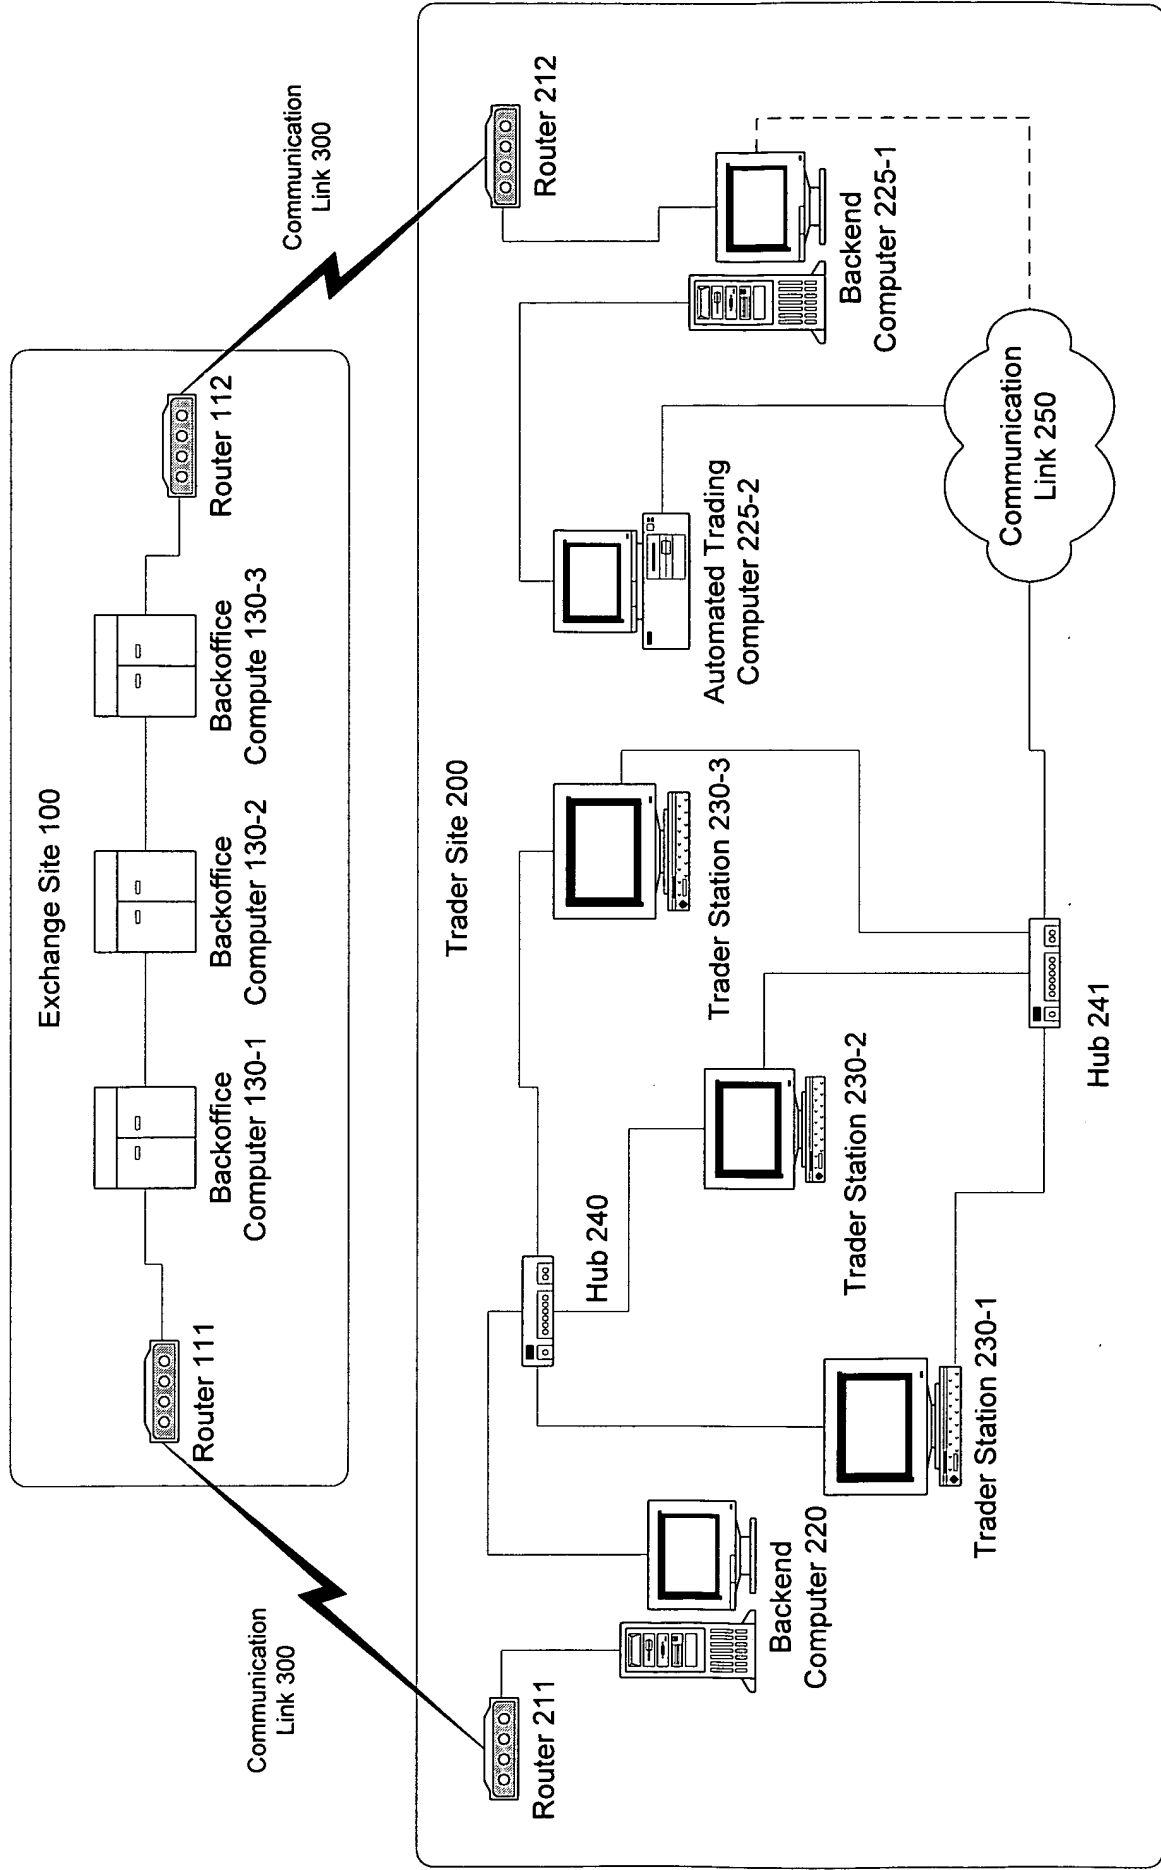 Exchange Site 100
Router 111
Backoffice
Computer 130-1
Backoffice
Computer 130-2
Backoffice
Compute 130-3
Router 112
Communication
Link 300
Communication
Link 300
Trader Site 200
Router 211
Backend
Computer 220
Hub 240
Trader Station 230-1
Trader Station 230-2
Trader Station 230-3
Automated Trading
Computer 225-2
Router 212
Backend
Computer 225-1
Hub 241
Communication
Link 250